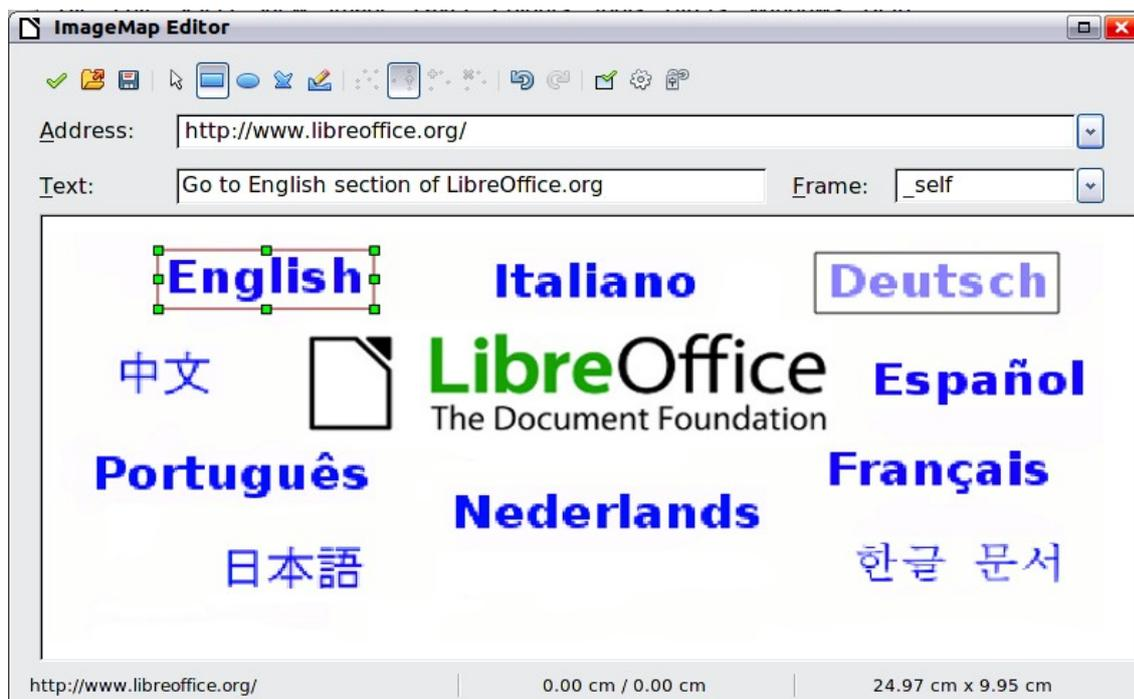 ImageMap Editor
Address: http://www.libreoffice.org/
Text: Go to English section of LibreOffice.org Frame: _self
English Italiano Deutsch
中文 LibreOffice Español
The Document Foundation
Português Français
Nederlands
日本語 한글 문서
http://www.libreoffice.org/ 0.00 cm / 0.00 cm 24.97 cm x 9.95 cm